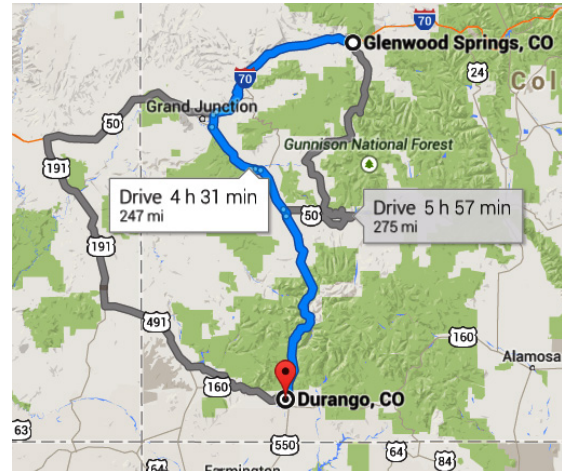 70
Glenwood Springs, CO
24
Col
70
Grand Junction
50
Gunnison National Forest
191
Drive 4 h 31 min
247 mi
50
Drive 5 h 57 min
275 mi
191
491
160
Alamosa
160
Durango, CO
63
550
64
64
84
Farmington